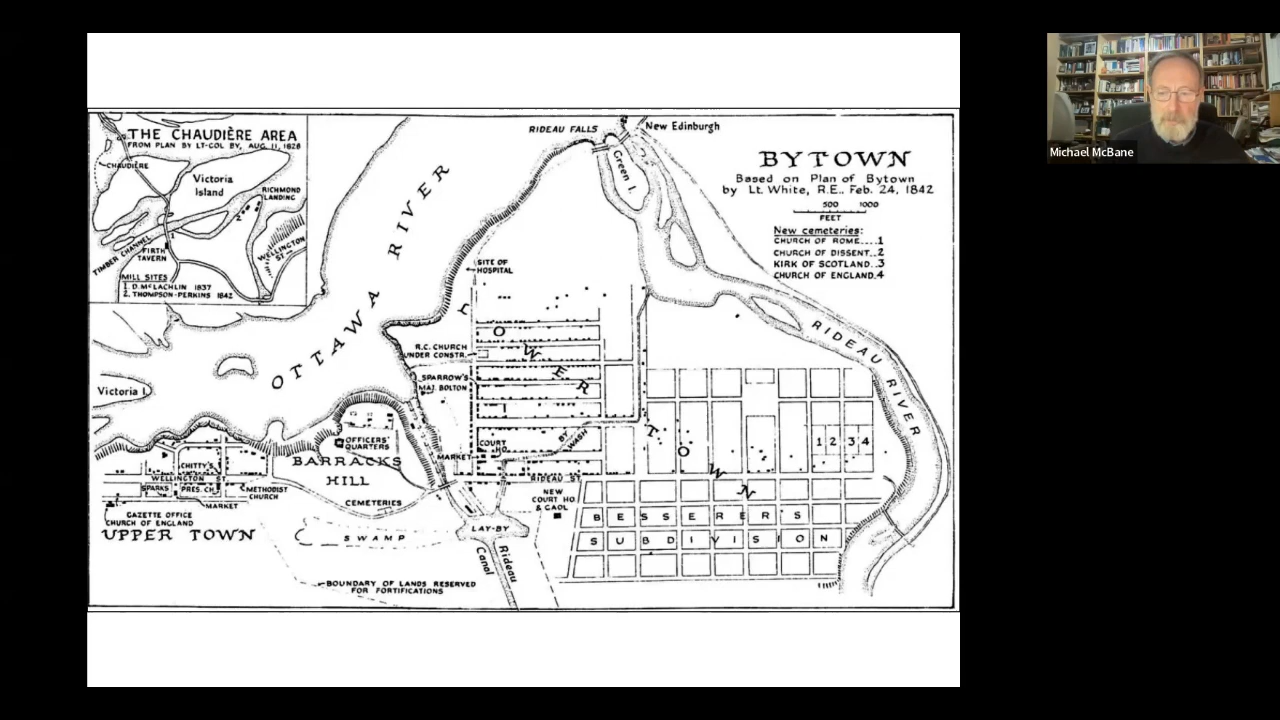 THE CHAUDIÈRE AREA
FROM PLAN BY LT-COL BY, AUG. 11, 1828
CHAUDIÈRE
Victoria
Island
RICHMOND
LANDING
TIMBER CHANNEL
FIRTH
TAVERN
WELLINGTON
ST.
MILL SITES
1. D. McLACHLIN 1837
2. THOMPSON-PERKINS 1842
OTTAWA RIVER
RIDEAU FALLS
New Edinburgh
Green I.
BYTOWN
Based on Plan of Bytown
by Lt. White, R.E., Feb. 24, 1842
500 1000
FEET
New cemeteries:
CHURCH OF ROME....1
CHURCH OF DISSENT..2
KIRK OF SCOTLAND..3
CHURCH OF ENGLAND.4
Michael McBane
SITE OF
HOSPITAL
RIDEAU RIVER
LOWER TOWN
R.C. CHURCH
UNDER CONSTR.
SPARROW'S
MAJ. BOLTON
Victoria I.
OFFICERS'
QUARTERS
BARRACKS
HILL
COURT
HO.
BY WASH
MARKET
1 2 3 4
CHITTY'S
WELLINGTON ST.
SPARKS
PRES. CH.
METHODIST
CHURCH
MARKET
CEMETERIES
RIDEAU ST.
NEW
COURT HO
& GAOL
GAZETTE OFFICE
CHURCH OF ENGLAND
UPPER TOWN
SWAMP
LAY-BY
BESSERERS
SUBDIVISION
Rideau
Canal
BOUNDARY OF LANDS RESERVED
FOR FORTIFICATIONS